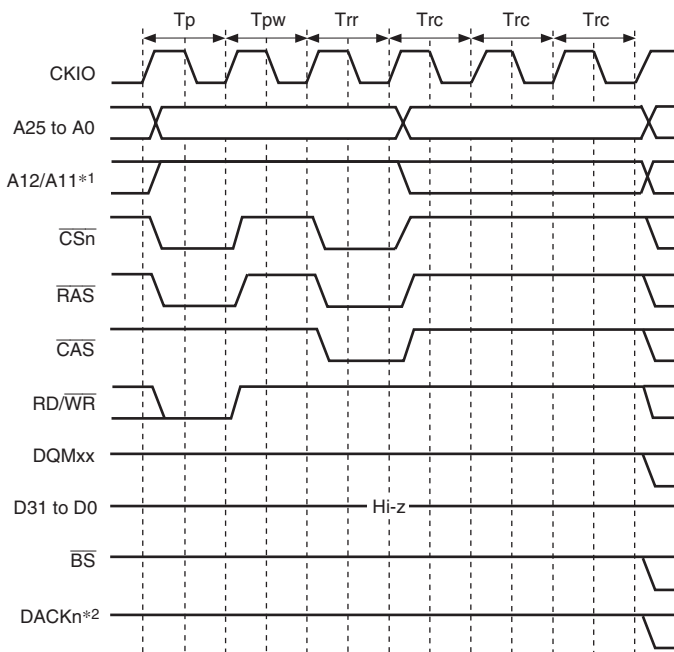 Tp Tpw Trr Trc Trc Trc
CKIO
A25 to A0
A12/A11*1
CSn
RAS
CAS
RD/WR
DQMxx
D31 to D0 Hi-z
BS
DACKn*2